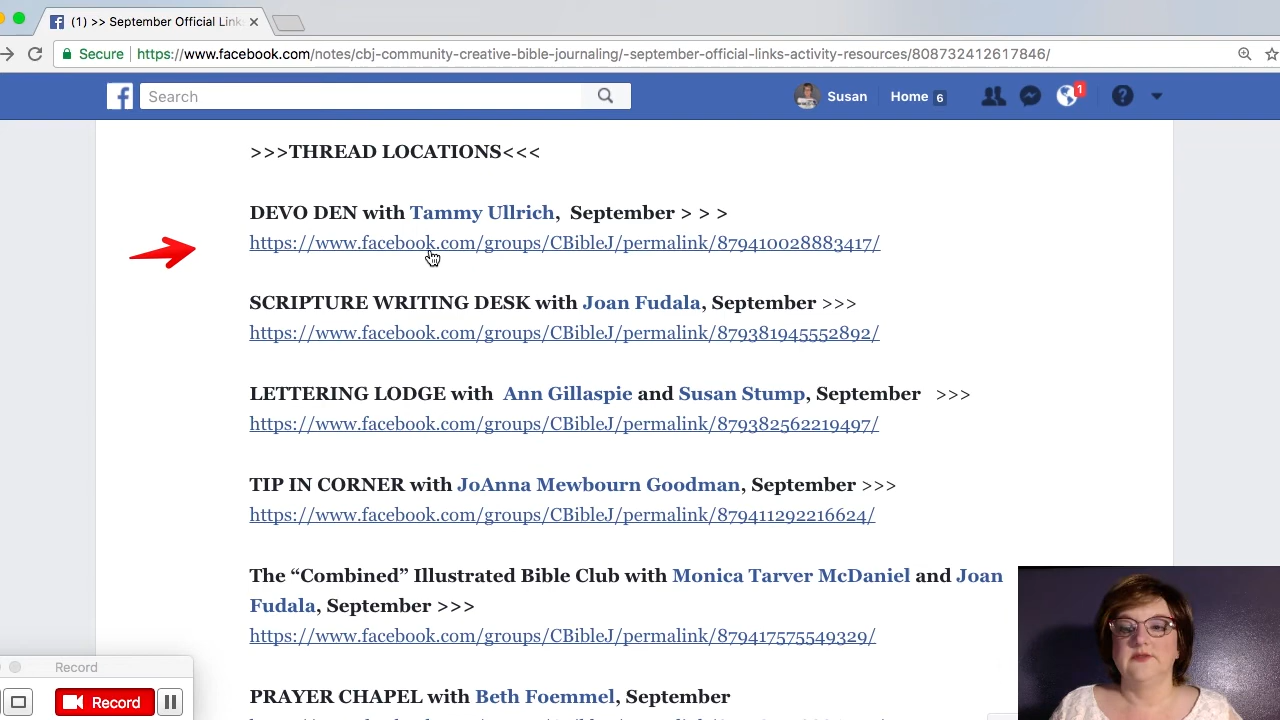 (1) >> September Official Link
Secure
https://www.facebook.com/notes/cbj-community-creative-bible-journaling/-september-official-links-activity-resources/808732412617846/
Search
Susan
Home 6
1
>>>THREAD LOCATIONS<<<
DEVO DEN with Tammy Ullrich, September > > >
https://www.facebook.com/groups/CBibleJ/permalink/879410028883417/
SCRIPTURE WRITING DESK with Joan Fudala, September >>>
https://www.facebook.com/groups/CBibleJ/permalink/879381945552892/
LETTERING LODGE with Ann Gillaspie and Susan Stump, September >>>
https://www.facebook.com/groups/CBibleJ/permalink/879382562219497/
TIP IN CORNER with JoAnna Mewbourn Goodman, September >>>
https://www.facebook.com/groups/CBibleJ/permalink/879411292216624/
The “Combined” Illustrated Bible Club with Monica Tarver McDaniel and Joan
Fudala, September >>>
https://www.facebook.com/groups/CBibleJ/permalink/879417575549329/
PRAYER CHAPEL with Beth Foemmel, September
Record
Record